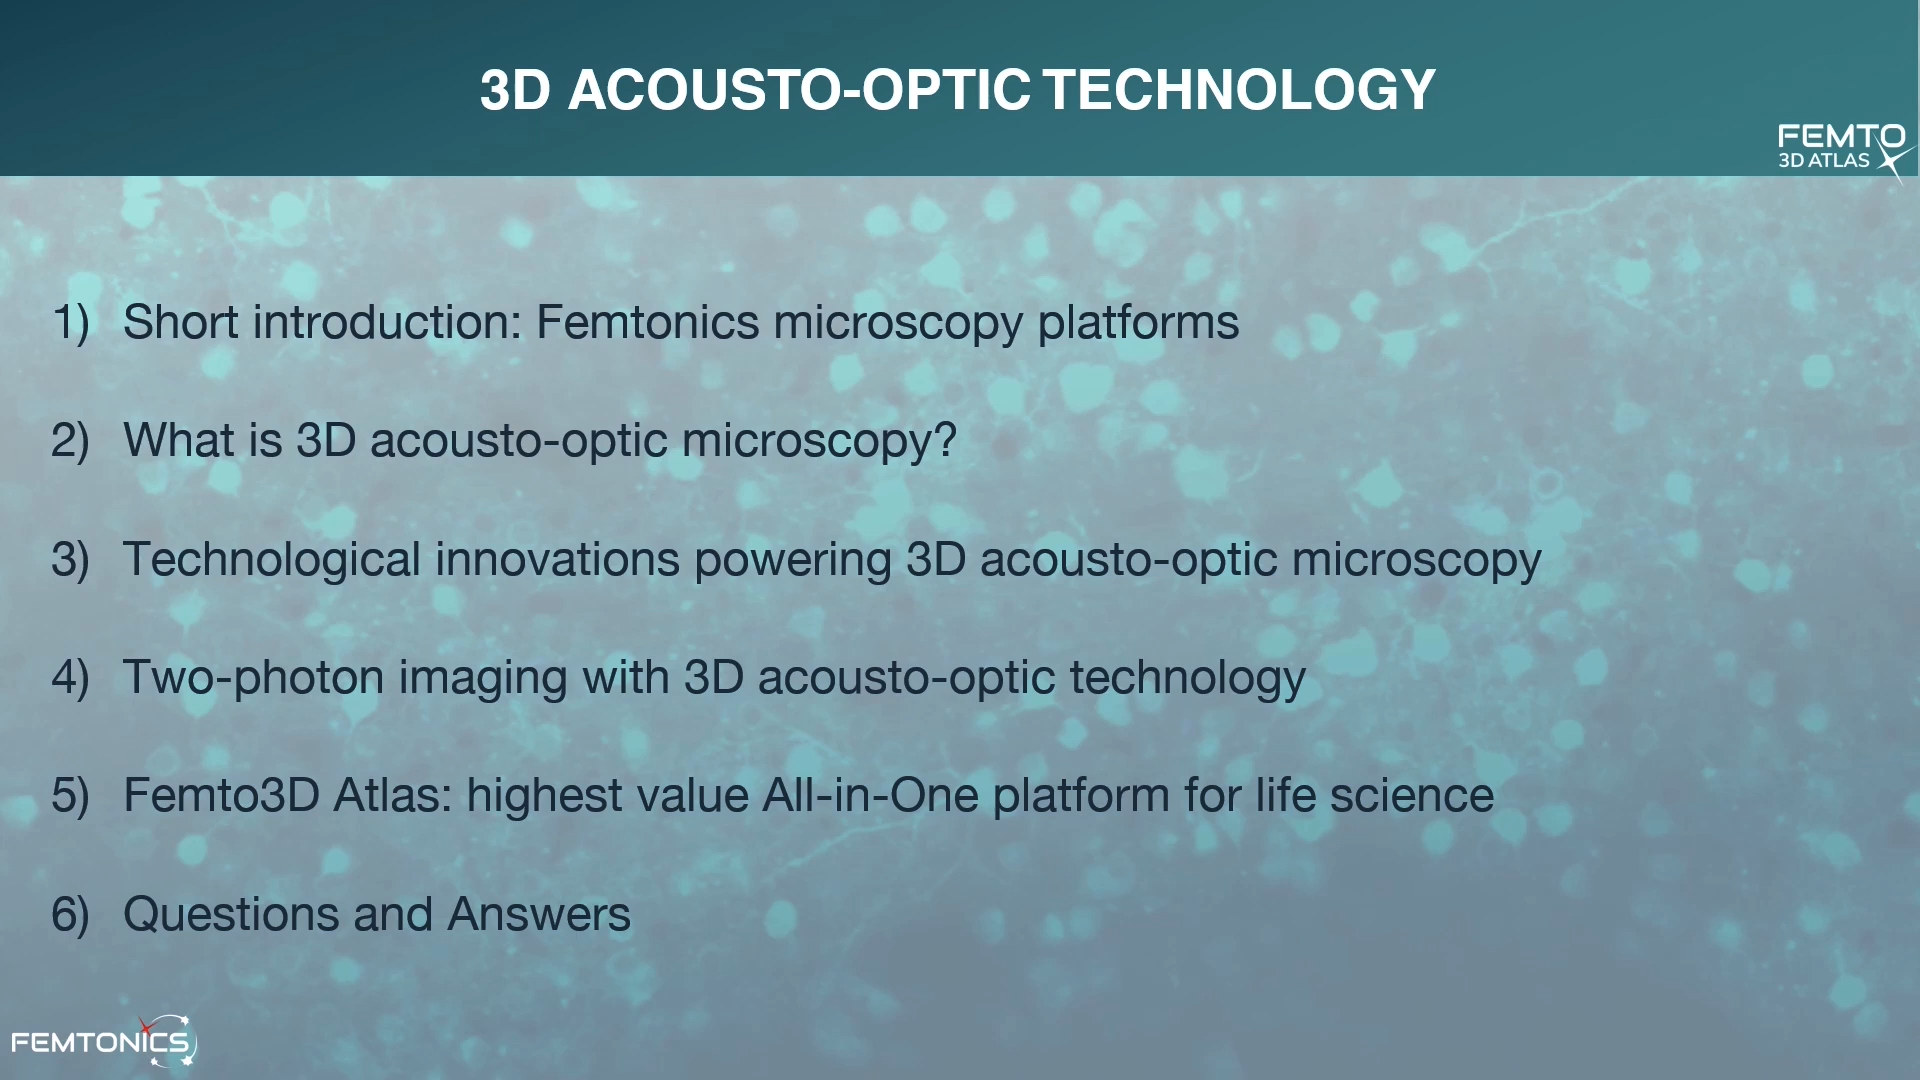 3D ACOUSTO-OPTIC TECHNOLOGY
FEMTO
3D ATLAS
1) Short introduction: Femtonics microscopy platforms
2) What is 3D acousto-optic microscopy?
3) Technological innovations powering 3D acousto-optic microscopy
4) Two-photon imaging with 3D acousto-optic technology
5) Femto3D Atlas: highest value All-in-One platform for life science
6) Questions and Answers
FEMTONICS